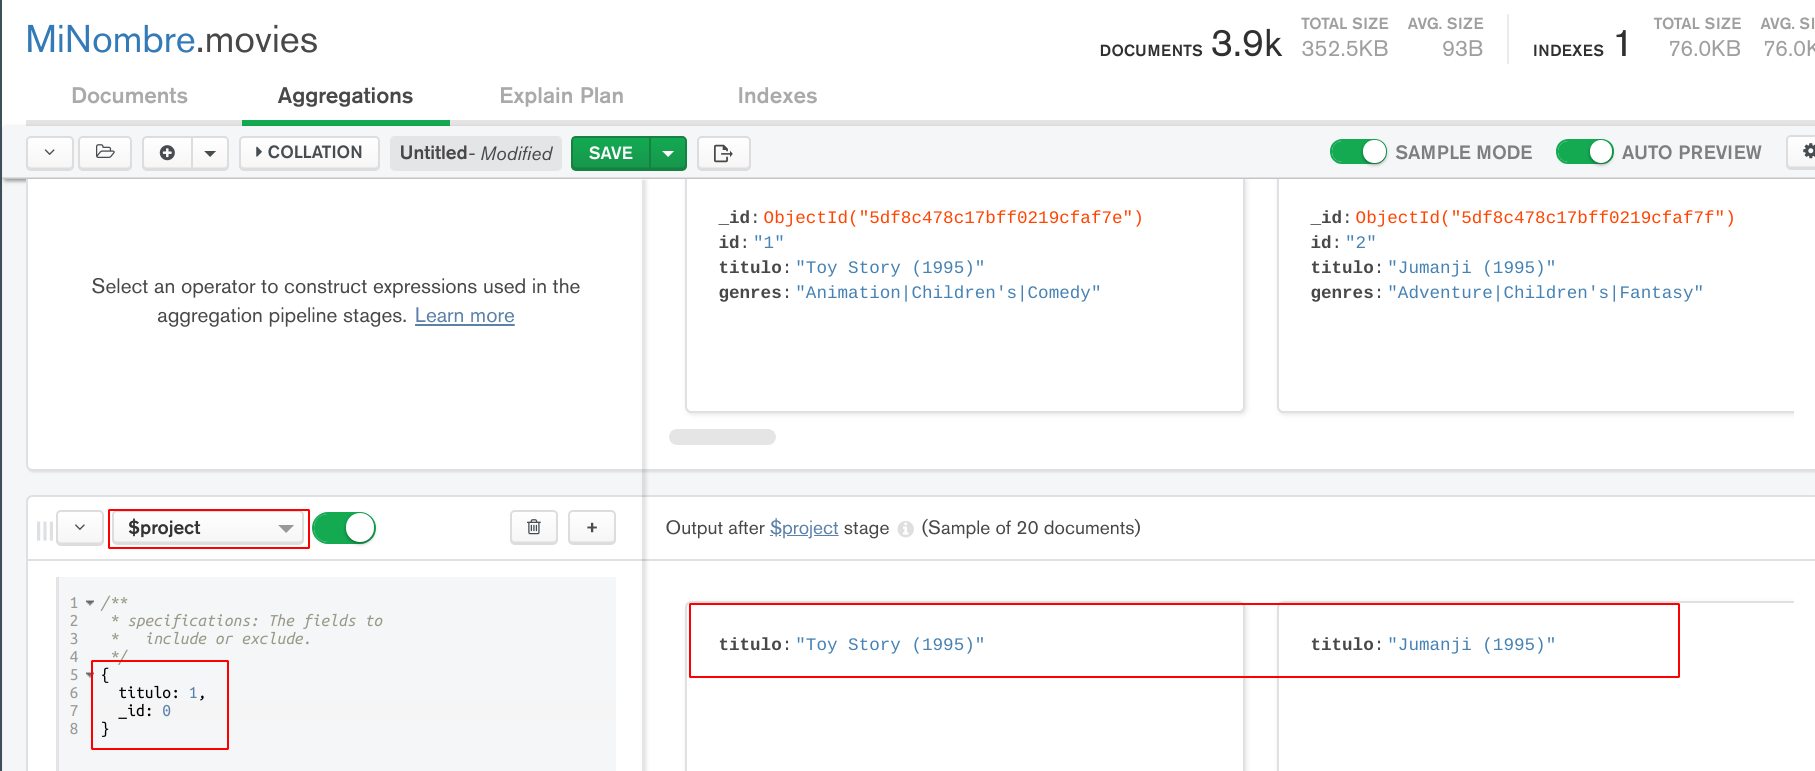 MiNombre.movies
DOCUMENTS 3.9k TOTAL SIZE 352.5KB AVG. SIZE 93B INDEXES 1 TOTAL SIZE 76.0KB AVG. SI 76.0K
Documents Aggregations Explain Plan Indexes
COLLATION Untitled- Modified SAVE SAMPLE MODE AUTO PREVIEW
Select an operator to construct expressions used in the
aggregation pipeline stages. Learn more
_id: ObjectId("5df8c478c17bff0219cfaf7e")
id: "1"
titulo: "Toy Story (1995)"
genres: "Animation|Children's|Comedy"
_id: ObjectId("5df8c478c17bff0219cfaf7f")
id: "2"
titulo: "Jumanji (1995)"
genres: "Adventure|Children's|Fantasy"
$project
Output after $project stage (Sample of 20 documents)
1 /**
2 * specifications: The fields to
3 * include or exclude.
4 */
5 {
6 titulo: 1,
7 _id: 0
8 }
titulo: "Toy Story (1995)"
titulo: "Jumanji (1995)"